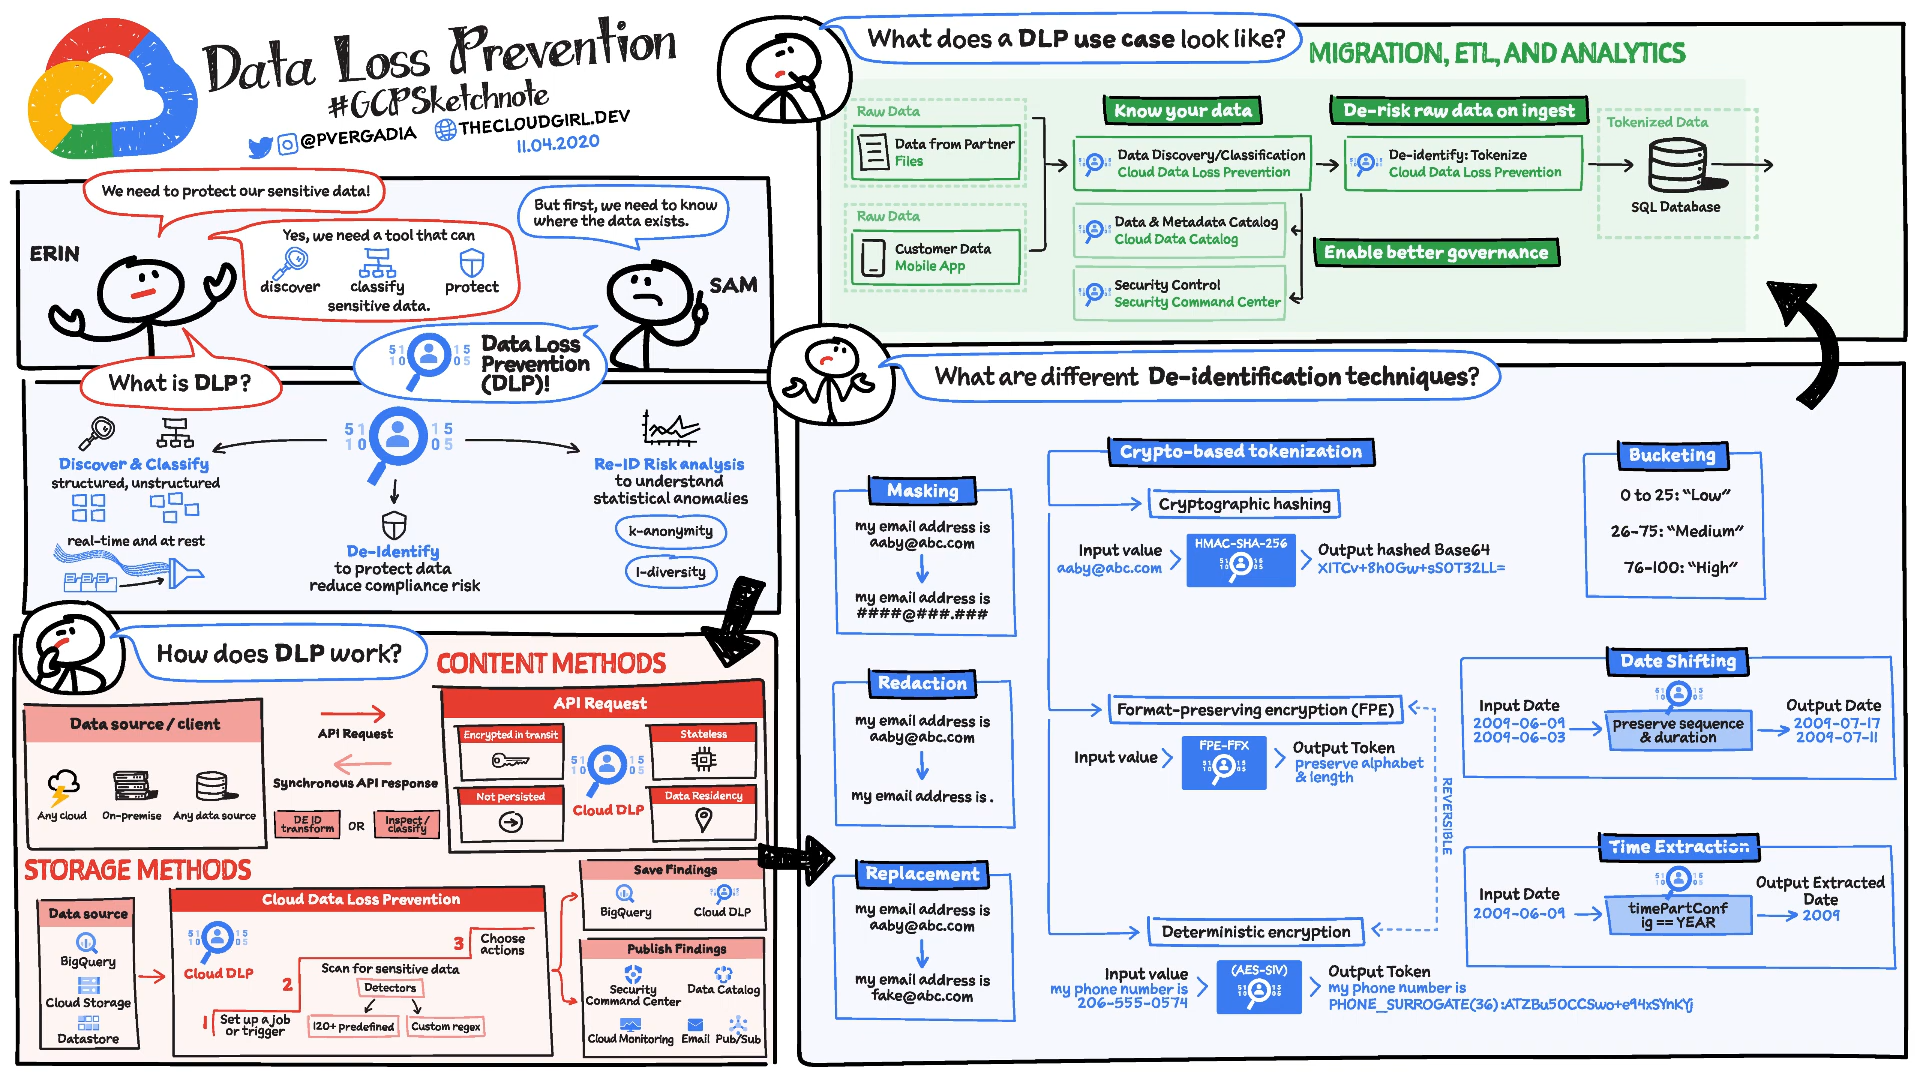 Data Loss Prevention
#GCPSketchnote
@PVERGADIA
THECLOUDGIRL.DEV
11.04.2020
We need to protect our sensitive data!
But first, we need to know
where the data exists.
ERIN
Yes, we need a tool that can
discover
classify
protect
sensitive data.
SAM
Data Loss
Prevention
(DLP)!
What is DLP?
Discover & Classify
structured, unstructured
real-time and at rest
De-Identify
to protect data
reduce compliance risk
Re-ID Risk analysis
to understand
statistical anomalies
k-anonymity
l-diversity
How does DLP work?
CONTENT METHODS
Data source / client
Any cloud
On-premise
Any data source
API Request
Synchronous API response
DE ID
transform
OR
Inspect /
classify
API Request
Encrypted in transit
Stateless
Not persisted
Data Residency
Cloud DLP
STORAGE METHODS
Data source
BigQuery
Cloud Storage
Datastore
Cloud Data Loss Prevention
Cloud DLP
1
Set up a job
or trigger
2
Scan for sensitive data
Detectors
120+ predefined
Custom regex
3
Choose
actions
Save Findings
BigQuery
Cloud DLP
Publish Findings
Security
Command Center
Data Catalog
Cloud Monitoring
Email
Pub/Sub
What does a DLP use case look like?
MIGRATION, ETL, AND ANALYTICS
Raw Data
Data from Partner
Files
Raw Data
Customer Data
Mobile App
Know your data
Data Discovery/Classification
Cloud Data Loss Prevention
Data & Metadata Catalog
Cloud Data Catalog
Security Control
Security Command Center
De-risk raw data on ingest
De-identify: Tokenize
Cloud Data Loss Prevention
Enable better governance
Tokenized Data
SQL Database
What are different De-identification techniques?
Masking
my email address is
aaby@abc.com
my email address is
####@###.###
Redaction
my email address is
aaby@abc.com
my email address is .
Replacement
my email address is
aaby@abc.com
my email address is
fake@abc.com
Crypto-based tokenization
Cryptographic hashing
Input value
aaby@abc.com
HMAC-SHA-256
Output hashed Base64
XlTCv+8h0Gw+sS0T32LL=
Format-preserving encryption (FPE)
Input value
FPE-FFX
Output Token
preserve alphabet
& length
REVERSIBLE
Deterministic encryption
Input value
my phone number is
206-555-0574
(AES-SIV)
Output Token
my phone number is
PHONE_SURROGATE(36):ATZBu5OCCSwo+e94xSYnKYj
Bucketing
0 to 25: “Low”
26-75: “Medium”
76-100: “High”
Date Shifting
Input Date
2009-06-09
2009-06-03
preserve sequence
& duration
Output Date
2009-07-17
2009-07-11
Time Extraction
Input Date
2009-06-09
timePartConf
ig == YEAR
Output Extracted
Date
2009